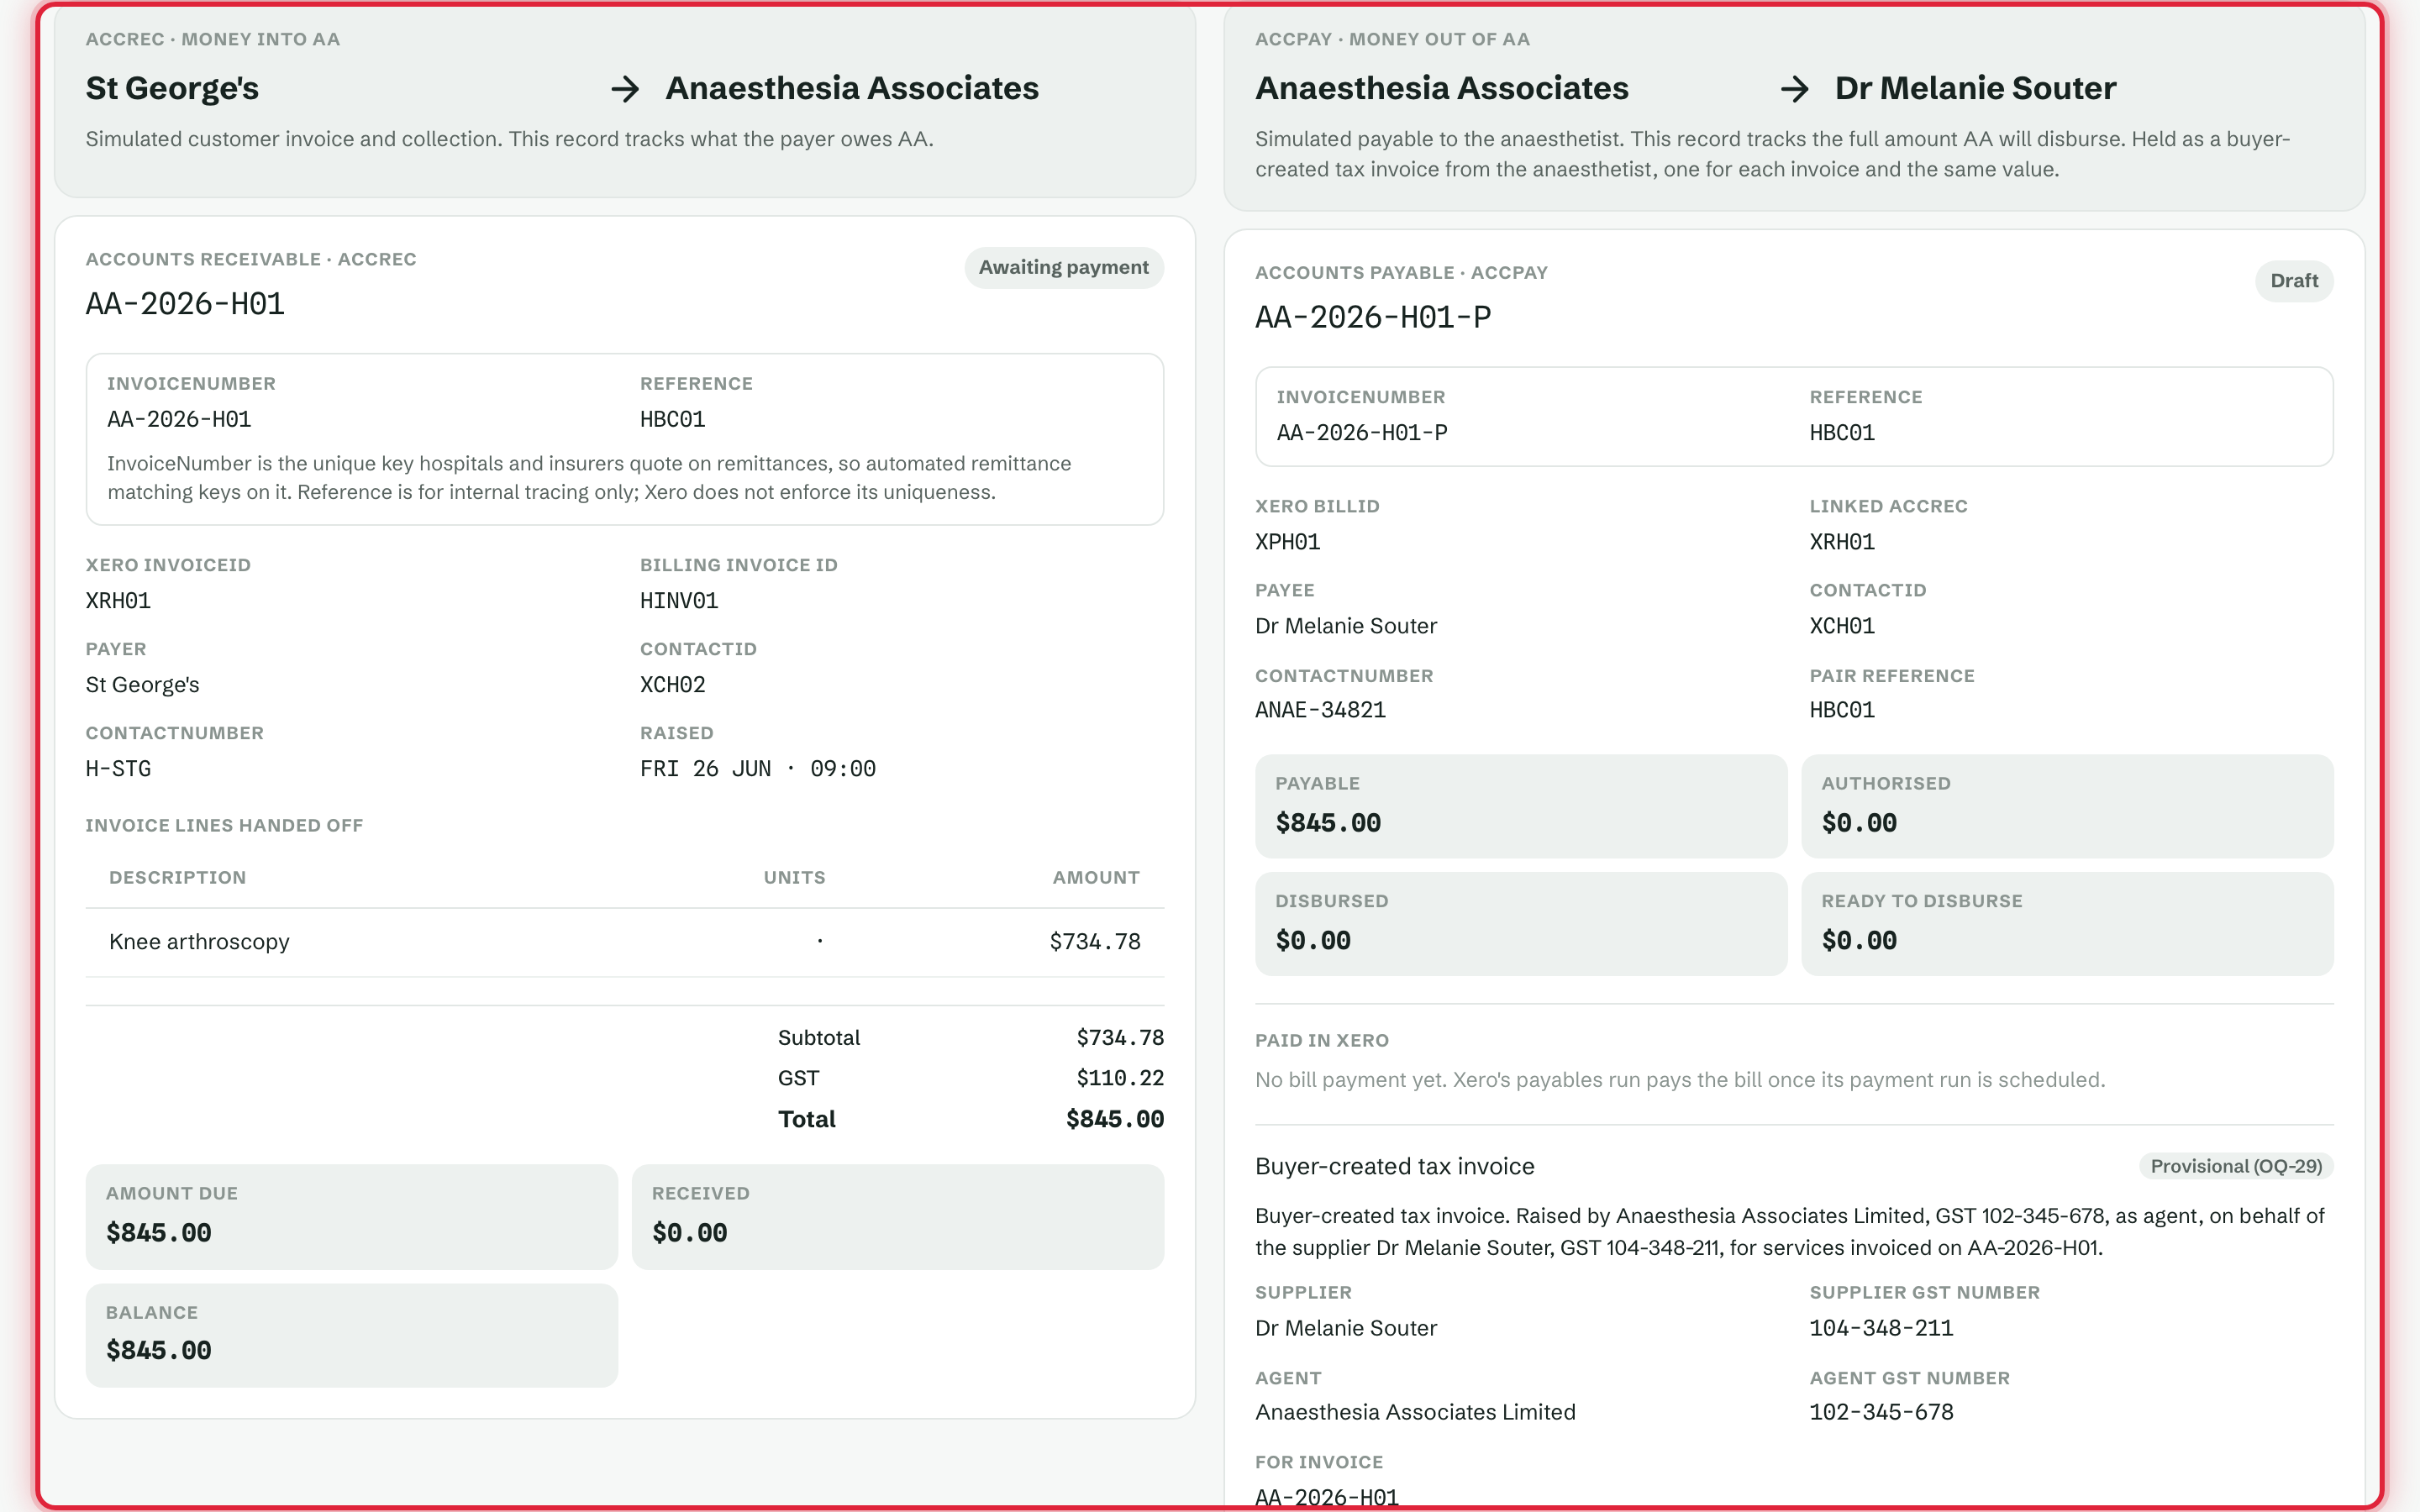 ACCREC · MONEY INTO AA
St George's → Anaesthesia Associates
Simulated customer invoice and collection. This record tracks what the payer owes AA.
ACCOUNTS RECEIVABLE · ACCREC
Awaiting payment
AA-2026-H01
INVOICENUMBER REFERENCE
AA-2026-H01 HBC01
InvoiceNumber is the unique key hospitals and insurers quote on remittances, so automated remittance
matching keys on it. Reference is for internal tracing only; Xero does not enforce its uniqueness.
XERO INVOICEID BILLING INVOICE ID
XRH01 HINV01
PAYER CONTACTID
St George's XCH02
CONTACTNUMBER RAISED
H-STG FRI 26 JUN · 09:00
INVOICE LINES HANDED OFF
DESCRIPTION UNITS AMOUNT
Knee arthroscopy · $734.78
Subtotal $734.78
GST $110.22
Total $845.00
AMOUNT DUE RECEIVED
$845.00 $0.00
BALANCE
$845.00
ACCPAY · MONEY OUT OF AA
Anaesthesia Associates → Dr Melanie Souter
Simulated payable to the anaesthetist. This record tracks the full amount AA will disburse. Held as a buyer-
created tax invoice from the anaesthetist, one for each invoice and the same value.
ACCOUNTS PAYABLE · ACCPAY
Draft
AA-2026-H01-P
INVOICENUMBER REFERENCE
AA-2026-H01-P HBC01
XERO BILLID LINKED ACCREC
XPH01 XRH01
PAYEE CONTACTID
Dr Melanie Souter XCH01
CONTACTNUMBER PAIR REFERENCE
ANAE-34821 HBC01
PAYABLE AUTHORISED
$845.00 $0.00
DISBURSED READY TO DISBURSE
$0.00 $0.00
PAID IN XERO
No bill payment yet. Xero's payables run pays the bill once its payment run is scheduled.
Buyer-created tax invoice Provisional (OQ-29)
Buyer-created tax invoice. Raised by Anaesthesia Associates Limited, GST 102-345-678, as agent, on behalf of
the supplier Dr Melanie Souter, GST 104-348-211, for services invoiced on AA-2026-H01.
SUPPLIER SUPPLIER GST NUMBER
Dr Melanie Souter 104-348-211
AGENT AGENT GST NUMBER
Anaesthesia Associates Limited 102-345-678
FOR INVOICE
AA-2026-H01